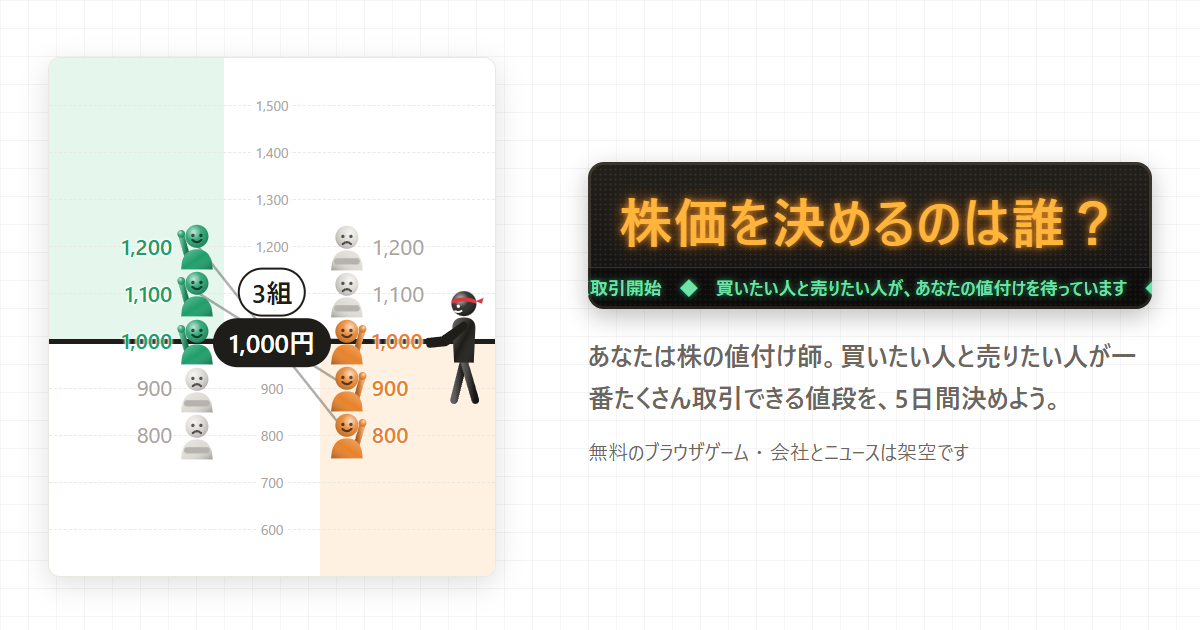 1,500
1,400
1,300
1,200 1,200 1,200
3組
1,100 1,100
1,000 1,000円 1,000
900 900 900
800 800 800
700
600
株価を決めるのは誰？
取引開始 ◆ 買いたい人と売りたい人が、あなたの値付けを待っています
あなたは株の値付け師。買いたい人と売りたい人が一
番たくさん取引できる値段を、5日間決めよう。
無料のブラウザゲーム・会社とニュースは架空です